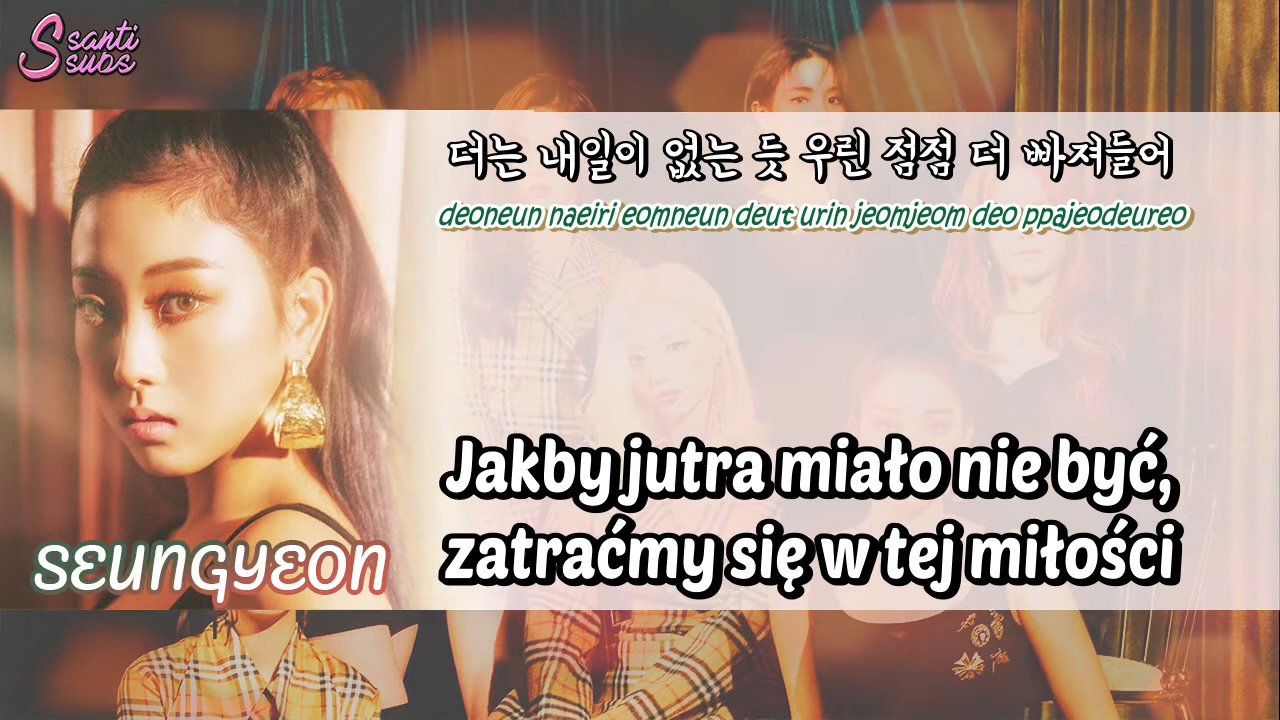 Ssanti
subs
더는 내일이 없는 듯 우린 점점 더 빠져들어
deoneun naeiri eomneun deut urin jeomjeom deo ppajeodeureo
Jakby jutra miało nie być,
zatraćmy się w tej miłości
SEUNGYEON